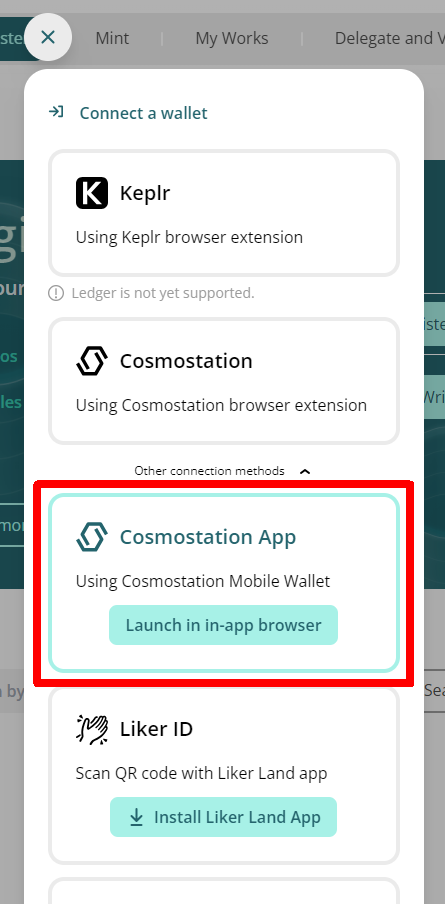 Mint
My Works
Delegate and V
Connect a wallet
Keplr
Using Keplr browser extension
Ledger is not yet supported.
Cosmostation
Using Cosmostation browser extension
Other connection methods
Cosmostation App
Using Cosmostation Mobile Wallet
Launch in in-app browser
Liker ID
Scan QR code with Liker Land app
Install Liker Land App